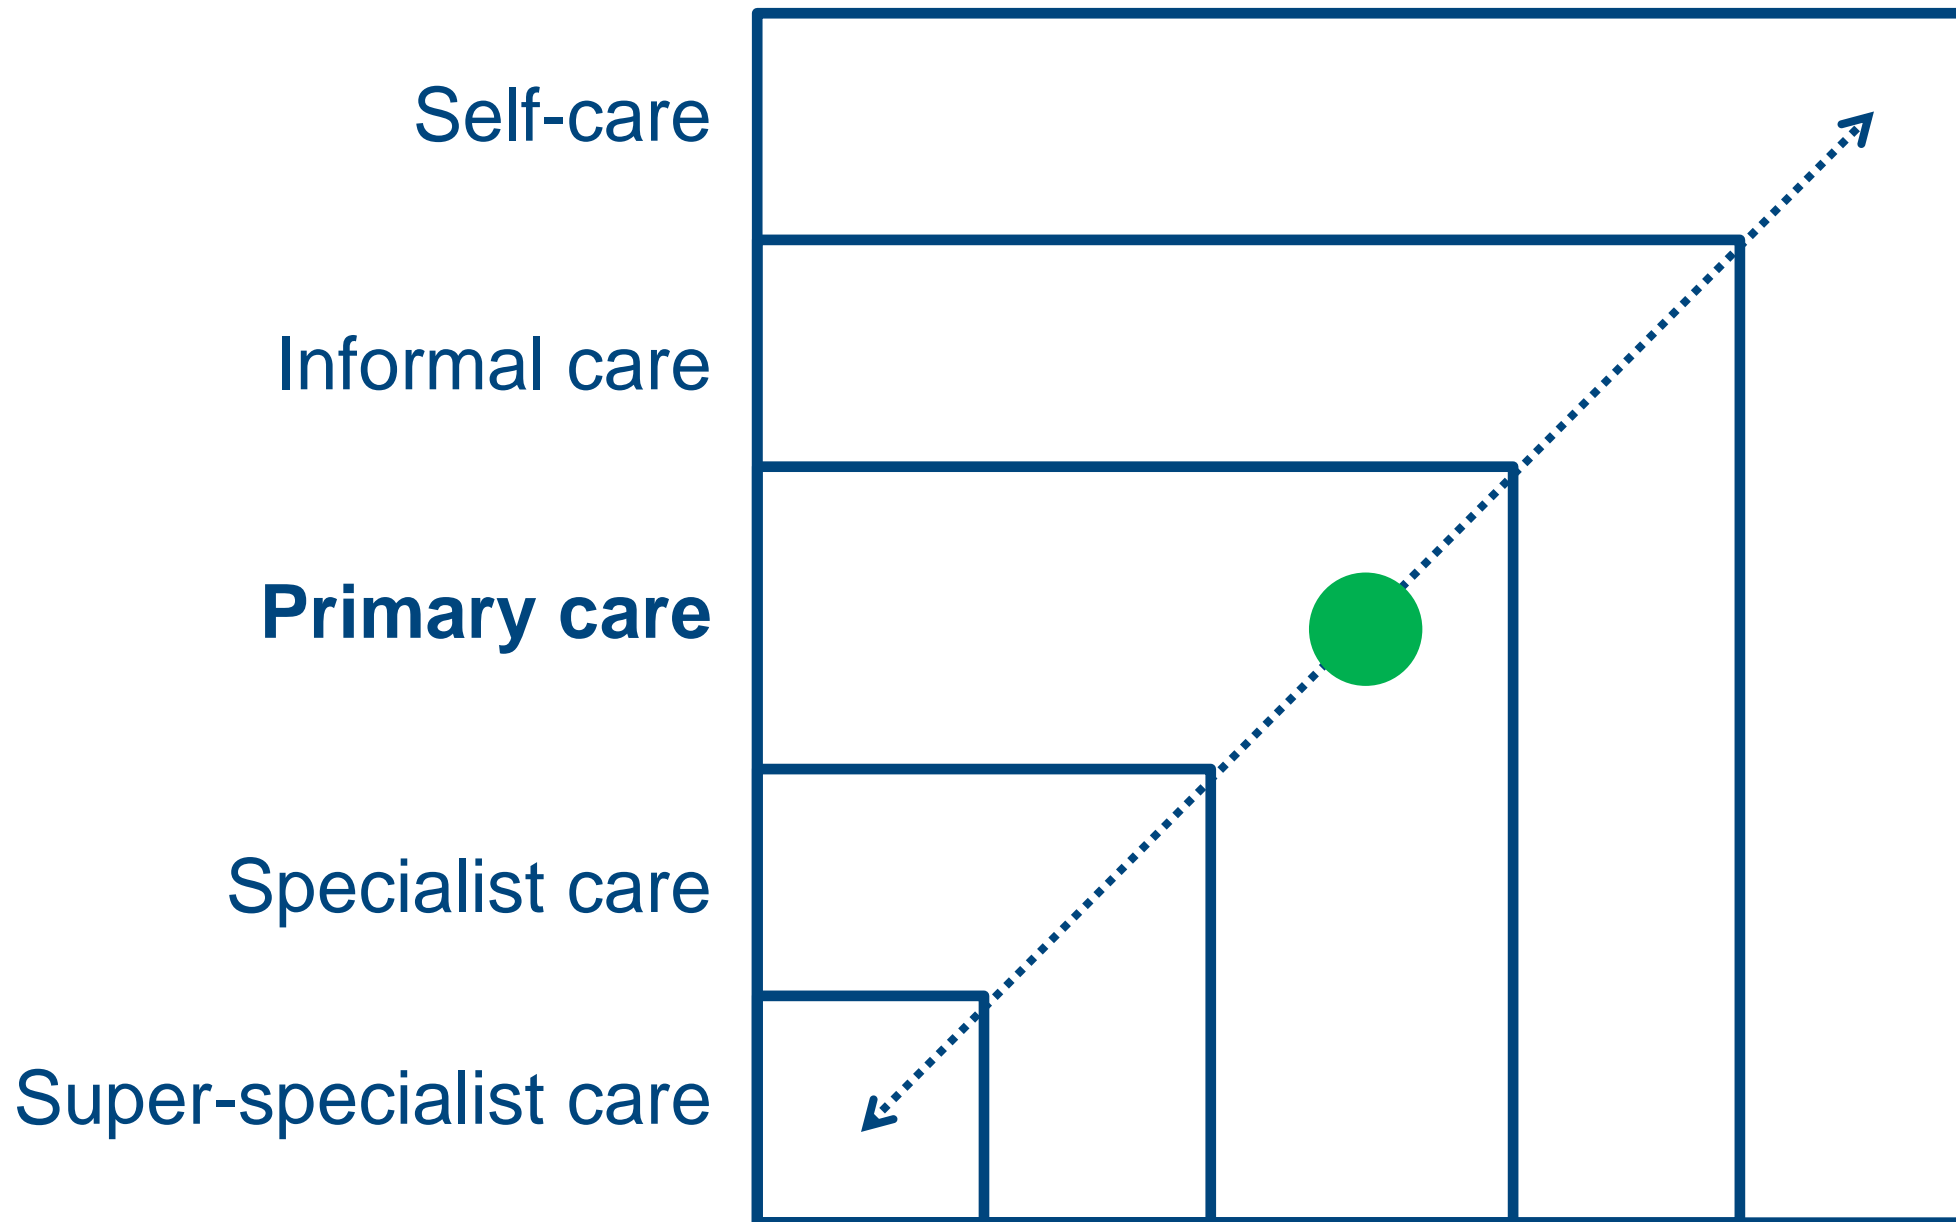 Self-care
Informal care
Primary care
Specialist care
Super-specialist care